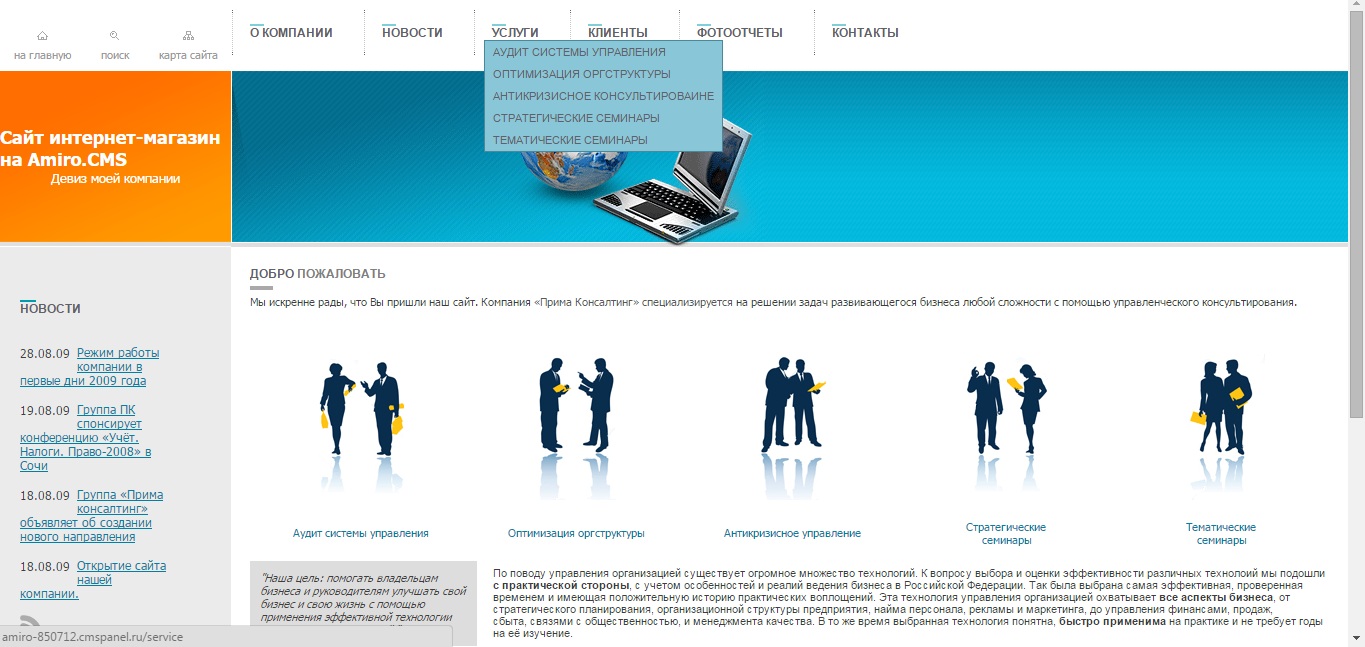 на главную
поиск
карта сайта
О КОМПАНИИ
НОВОСТИ
УСЛУГИ
КЛИЕНТЫ
ФОТООТЧЕТЫ
КОНТАКТЫ
АУДИТ СИСТЕМЫ УПРАВЛЕНИЯ
ОПТИМИЗАЦИЯ ОРГСТРУКТУРЫ
АНТИКРИЗИСНОЕ КОНСУЛЬТИРОВАИНЕ
СТРАТЕГИЧЕСКИЕ СЕМИНАРЫ
ТЕМАТИЧЕСКИЕ СЕМИНАРЫ
Сайт интернет-магазин
на Amiro.CMS
Девиз моей компании
НОВОСТИ
28.08.09 Режим работы
компании в
первые дни 2009 года
19.08.09 Группа ПК
спонсирует
конференцию «Учёт.
Налоги. Право-2008» в
Сочи
18.08.09 Группа «Прима
консалтинг»
объявляет об создании
нового направления
18.08.09 Открытие сайта
нашей
компании.
ДОБРО ПОЖАЛОВАТЬ
Мы искренне рады, что Вы пришли наш сайт. Компания «Прима Консалтинг» специализируется на решении задач развивающегося бизнеса любой сложности с помощью управленческого консультирования.
Аудит системы управления
Оптимизация оргструктуры
Антикризисное управление
Стратегические
семинары
Тематические
семинары
"Наша цель: помогать владельцам
бизнеса и руководителям улучшать свой
бизнес и свою жизнь с помощью
применения эффективной технологии
По поводу управления организацией существует огромное множество технологий. К вопросу выбора и оценки эффективности различных технолоий мы подошли
с практической стороны, с учетом особенностей и реалий ведения бизнеса в Российской Федерации. Так была выбрана самая эффективная, проверенная
временем и имеющая положительную историю практических воплощений. Эта технология управления организацией охватывает все аспекты бизнеса, от
стратегического планирования, организационной структуры предприятия, найма персонала, рекламы и маркетинга, до управления финансами, продаж,
сбыта, связями с общественностью, и менеджмента качества. В то же время выбранная технология понятна, быстро применима на практике и не требует годы
на её изучение.
amiro-850712.cmspanel.ru/service